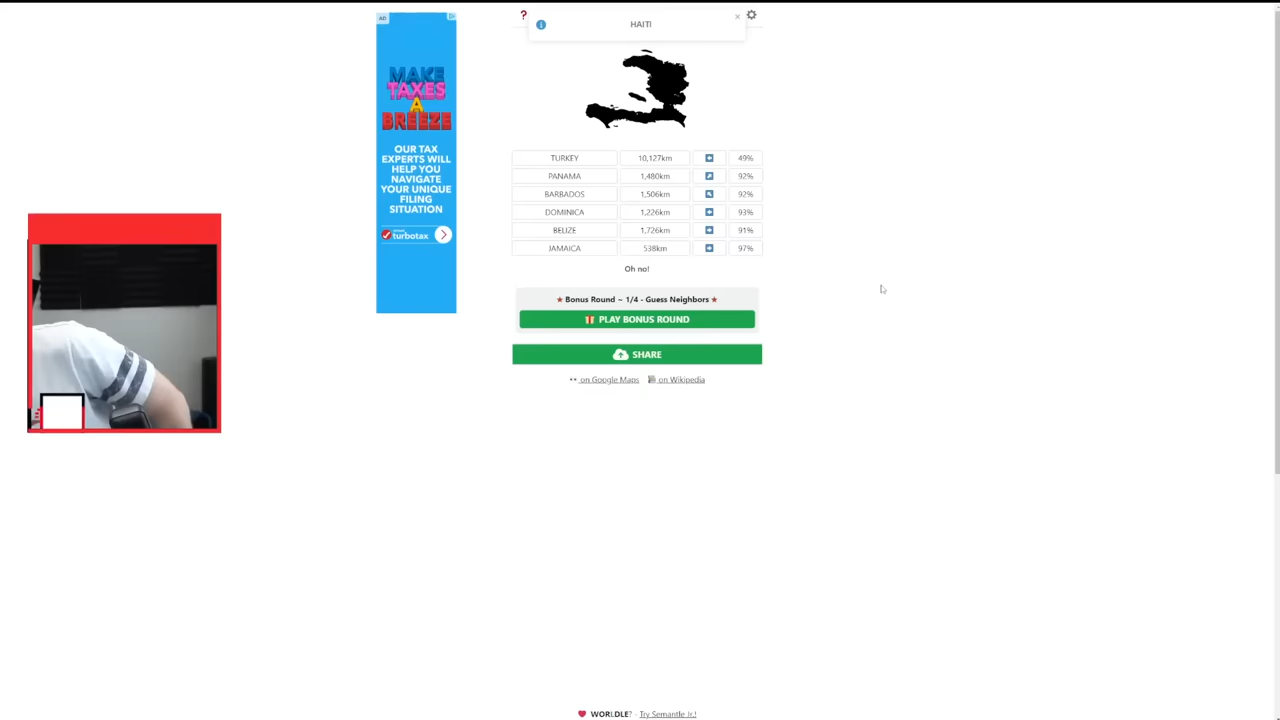 AD
?
HAITI
×
MAKE
TAXES
A
BREEZE
OUR TAX
EXPERTS WILL
HELP YOU
NAVIGATE
YOUR UNIQUE
FILING
SITUATION
turbotax
TURKEY 10,127km 49%
PANAMA 1,480km 92%
BARBADOS 1,506km 92%
DOMINICA 1,226km 93%
BELIZE 1,726km 91%
JAMAICA 538km 97%
Oh no!
★ Bonus Round ~ 1/4 - Guess Neighbors ★
PLAY BONUS ROUND
SHARE
on Google Maps on Wikipedia
WORLDLE? - Try Semantle Jr.!